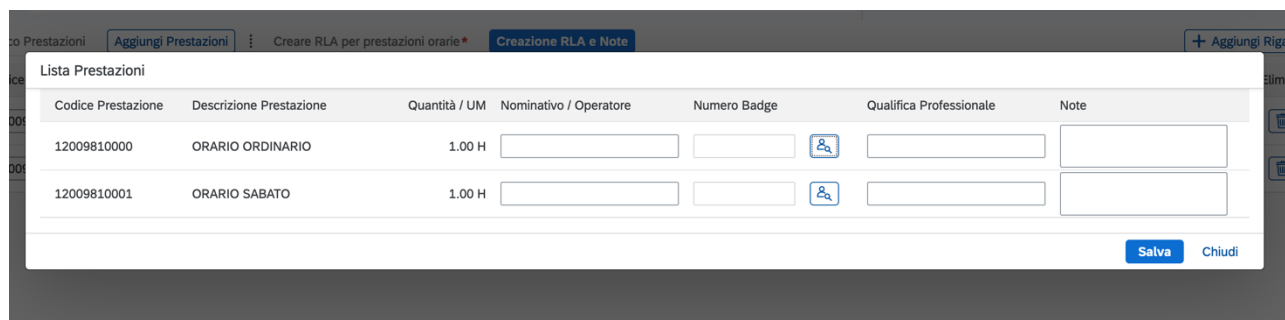 co Prestazioni Aggiungi Prestazioni Creare RLA per prestazioni orarie* Creazione RLA e Note + Aggiungi Riga
Lista Prestazioni
Codice Prestazione Descrizione Prestazione Quantità / UM Nominativo / Operatore Numero Badge Qualifica Professionale Note
12009810000 ORARIO ORDINARIO 1.00 H
12009810001 ORARIO SABATO 1.00 H
Salva Chiudi